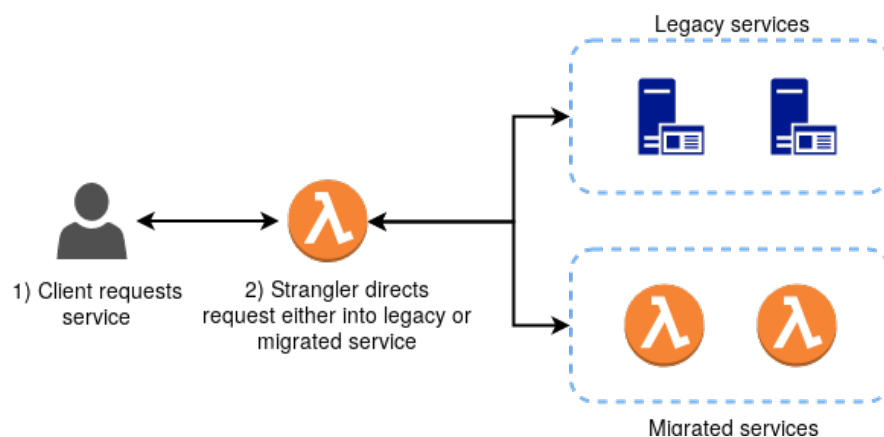 Legacy services
1) Client requests
service
2) Strangler directs
request either into legacy or
migrated service
Migrated services